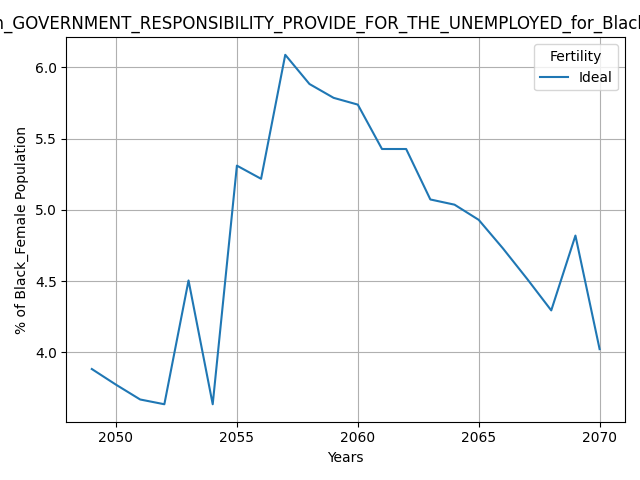 n_GOVERNMENT_RESPONSIBILITY_PROVIDE_FOR_THE_UNEMPLOYED_for_Black
Fertility
Ideal
% of Black_Female Population
6.0
5.5
5.0
4.5
4.0
2050 2055 2060 2065 2070
Years